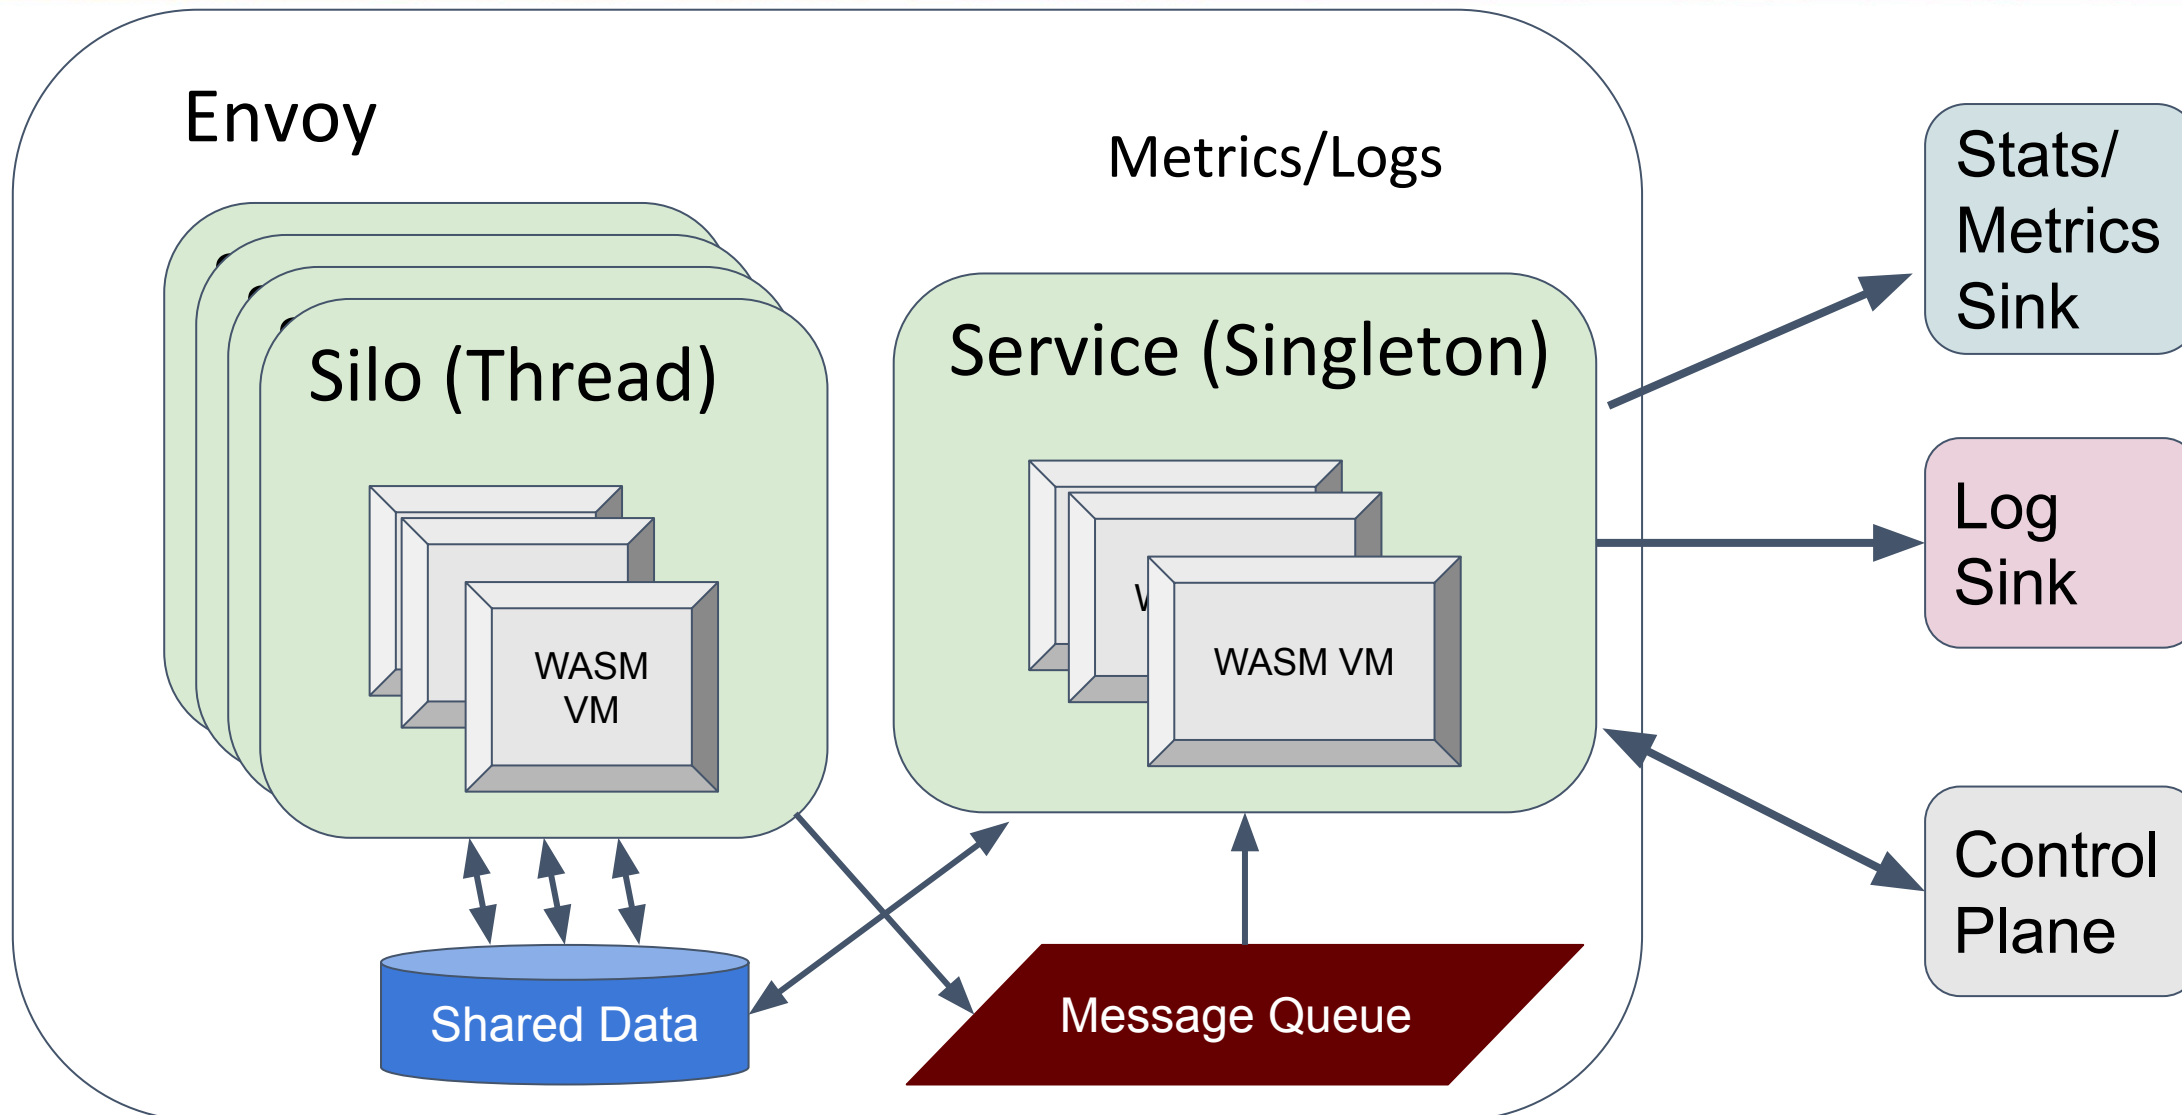 Envoy
Metrics/Logs
Silo (Thread)
WASM
VM
Service (Singleton)
WASM VM
Shared Data
Message Queue
Stats/
Metrics
Sink
Log
Sink
Control
Plane